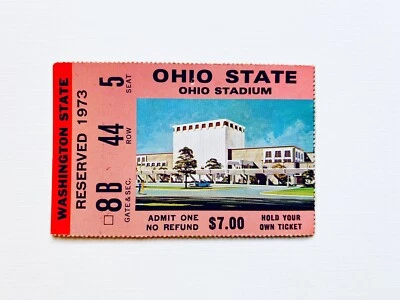 WASHINGTON STATE
RESERVED 1973
□8B 44 5
GATE & SEC. ROW SEAT
OHIO STATE
OHIO STADIUM
ADMIT ONE
NO REFUND
$7.00
HOLD YOUR
OWN TICKET